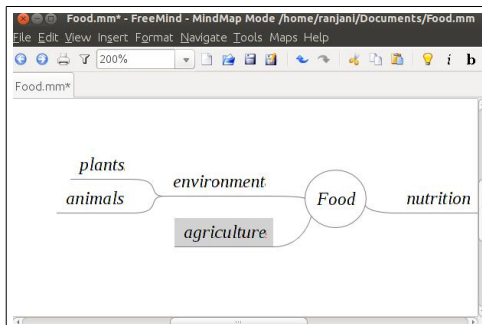 Food.mm* - FreeMind - MindMap Mode /home/ranjani/Documents/Food.mm
File Edit View Insert Format Navigate Tools Maps Help
200% i b
Food.mm*
plants
animals
environment
agriculture
Food
nutrition